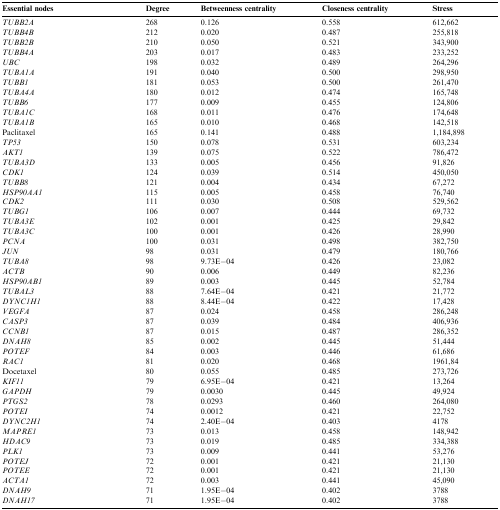 Essential nodes Degree Betweenness centrality Closeness centrality Stress
TUBB2A 268 0.126 0.558 612,662
TUBB4B 212 0.020 0.487 255,818
TUBB2B 210 0.050 0.521 343,900
TUBB4A 203 0.017 0.483 233,252
UBC 198 0.032 0.489 264,296
TUBA1A 191 0.040 0.500 298,950
TUBB1 181 0.053 0.500 261,470
TUBA4A 180 0.012 0.474 165,748
TUBB6 177 0.009 0.455 124,806
TUBA1C 168 0.011 0.476 174,648
TUBA1B 165 0.010 0.468 142,518
Paclitaxel 165 0.141 0.488 1,184,898
TP53 150 0.078 0.531 603,234
AKT1 139 0.075 0.522 786,472
TUBA3D 133 0.005 0.456 91,826
CDK1 124 0.039 0.514 450,050
TUBB8 121 0.004 0.434 67,272
HSP90AA1 115 0.005 0.458 76,740
CDK2 111 0.030 0.508 529,562
TUBG1 106 0.007 0.444 69,732
TUBA3E 102 0.001 0.425 29,842
TUBA3C 100 0.001 0.426 28,990
PCNA 100 0.031 0.498 382,750
JUN 98 0.031 0.479 180,766
TUBA8 98 9.73E−04 0.426 23,082
ACTB 90 0.006 0.449 82,236
HSP90AB1 89 0.003 0.445 52,784
TUBAL3 88 7.64E−04 0.421 21,772
DYNC1H1 88 8.44E−04 0.422 17,428
VEGFA 87 0.024 0.458 286,248
CASP3 87 0.039 0.484 406,936
CCNB1 87 0.015 0.487 286,352
DNAH8 85 0.002 0.445 51,444
POTEF 84 0.003 0.446 61,686
RAC1 81 0.020 0.468 1961,84
Docetaxel 80 0.055 0.485 273,726
KIF11 79 6.95E−04 0.421 13,264
GAPDH 79 0.0030 0.445 49,924
PTGS2 78 0.0293 0.460 264,080
POTEI 74 0.0012 0.421 22,752
DYNC2H1 74 2.40E−04 0.403 4178
MAPRE1 73 0.013 0.458 148,942
HDAC9 73 0.019 0.485 334,388
PLK1 73 0.009 0.441 53,276
POTEJ 72 0.001 0.421 21,130
POTEE 72 0.001 0.421 21,130
ACTA1 72 0.003 0.441 45,090
DNAH9 71 1.95E−04 0.402 3788
DNAH17 71 1.95E−04 0.402 3788